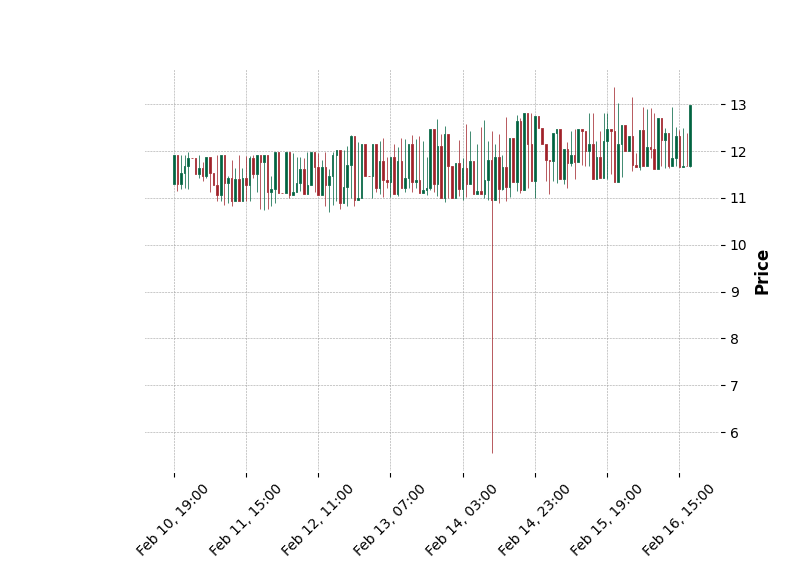 13
12
11
10
9
8
7
6
Price
Feb 10, 19:00
Feb 11, 15:00
Feb 12, 11:00
Feb 13, 07:00
Feb 14, 03:00
Feb 14, 23:00
Feb 15, 19:00
Feb 16, 15:00